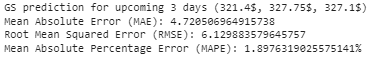 GS prediction for upcoming 3 days (321.4$, 327.75$, 327.1$)
Mean Absolute Error (MAE): 4.720506964915738
Root Mean Squared Error (RMSE): 6.129883579645757
Mean Absolute Percentage Error (MAPE): 1.8976319025575141%